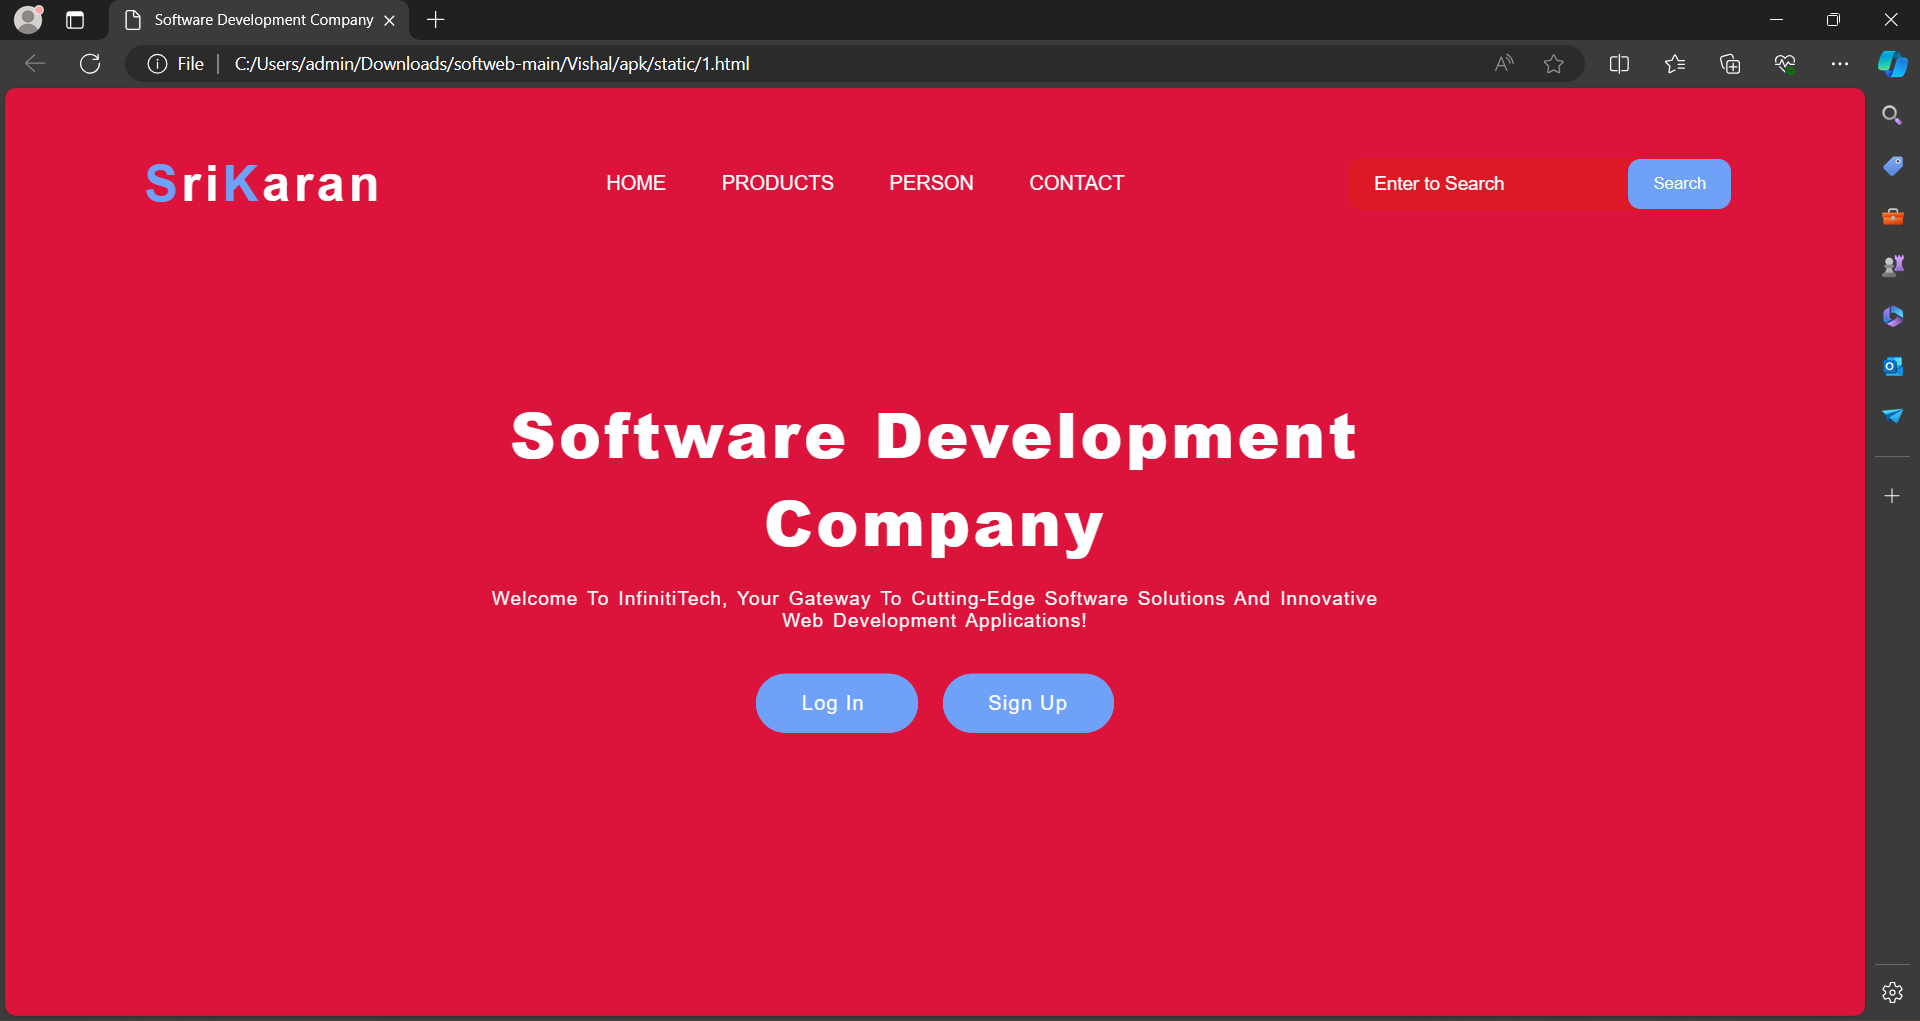 Software Development Company
File
C:/Users/admin/Downloads/softweb-main/Vishal/apk/static/1.html
SriKaran
HOME PRODUCTS PERSON CONTACT
Enter to Search
Search
Software Development
Company
Welcome To InfinitiTech, Your Gateway To Cutting-Edge Software Solutions And Innovative
Web Development Applications!
Log In
Sign Up